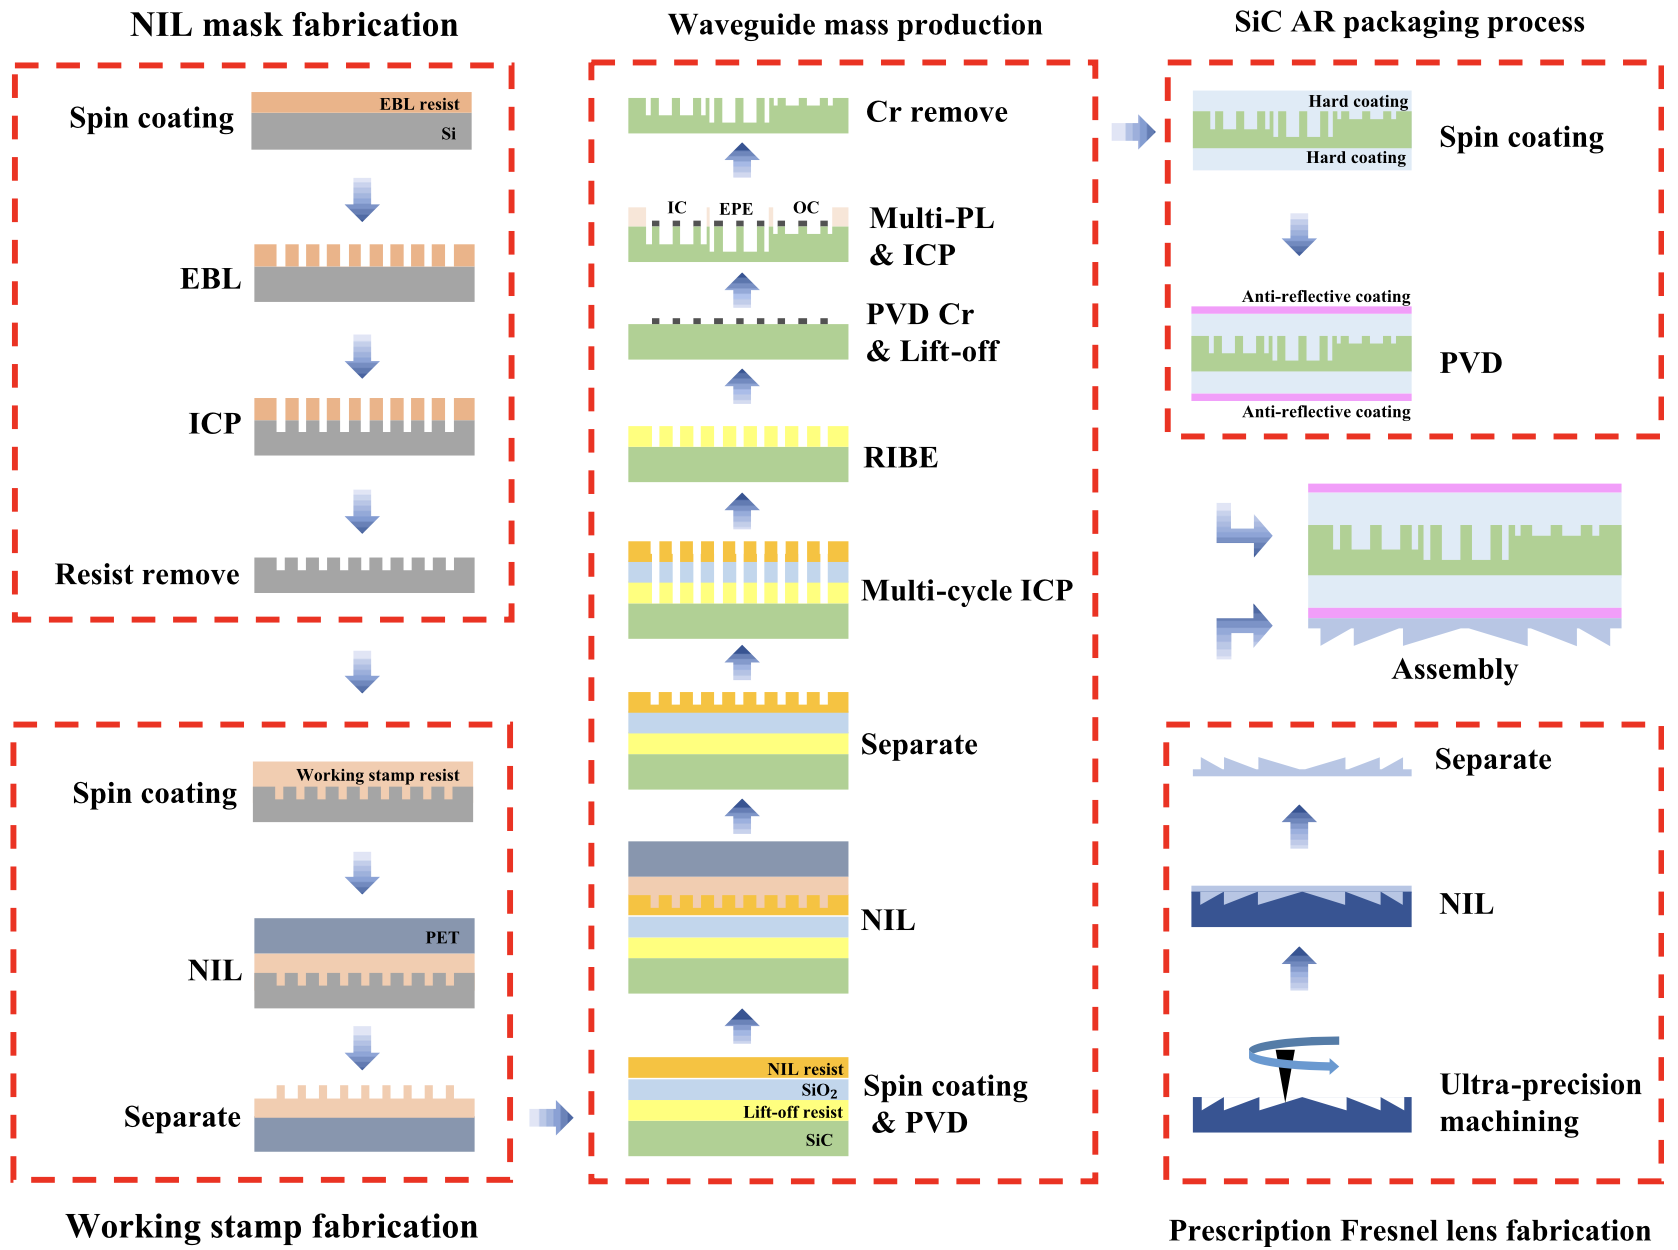 NIL mask fabrication
Spin coating
EBL resist
Si
EBL
ICP
Resist remove
Spin coating
Working stamp resist
NIL
PET
Separate
Working stamp fabrication
Waveguide mass production
Cr remove
IC
EPE
OC
Multi-PL
& ICP
PVD Cr
& Lift-off
RIBE
Multi-cycle ICP
Separate
NIL
NIL resist
SiO₂
Lift-off resist
SiC
Spin coating
& PVD
SiC AR packaging process
Hard coating
Hard coating
Spin coating
Anti-reflective coating
PVD
Anti-reflective coating
Assembly
Separate
NIL
Ultra-precision
machining
Prescription Fresnel lens fabrication